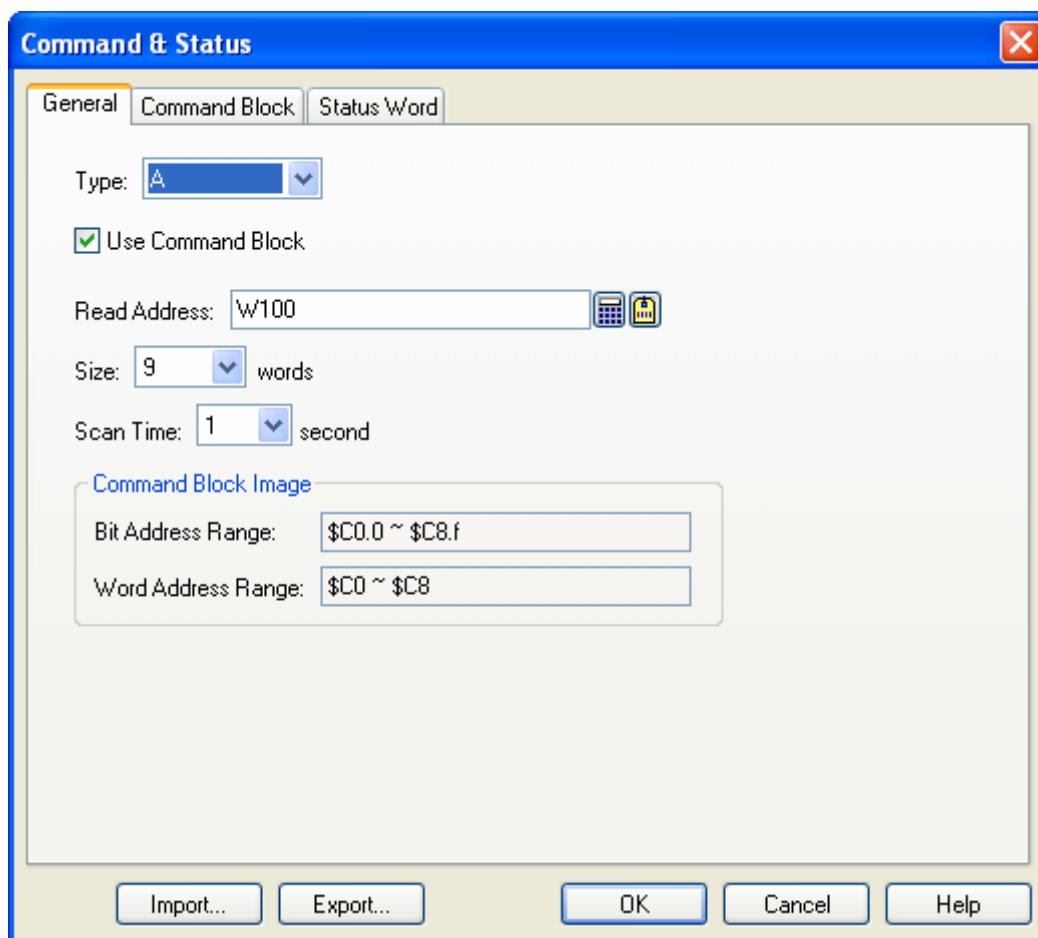 Command & Status
General Command Block Status Word
Type: A
Use Command Block
Read Address: W100
Size: 9 words
Scan Time: 1 second
Command Block Image
Bit Address Range: $C0.0 ~ $C8.f
Word Address Range: $C0 ~ $C8
Import... Export... OK Cancel Help